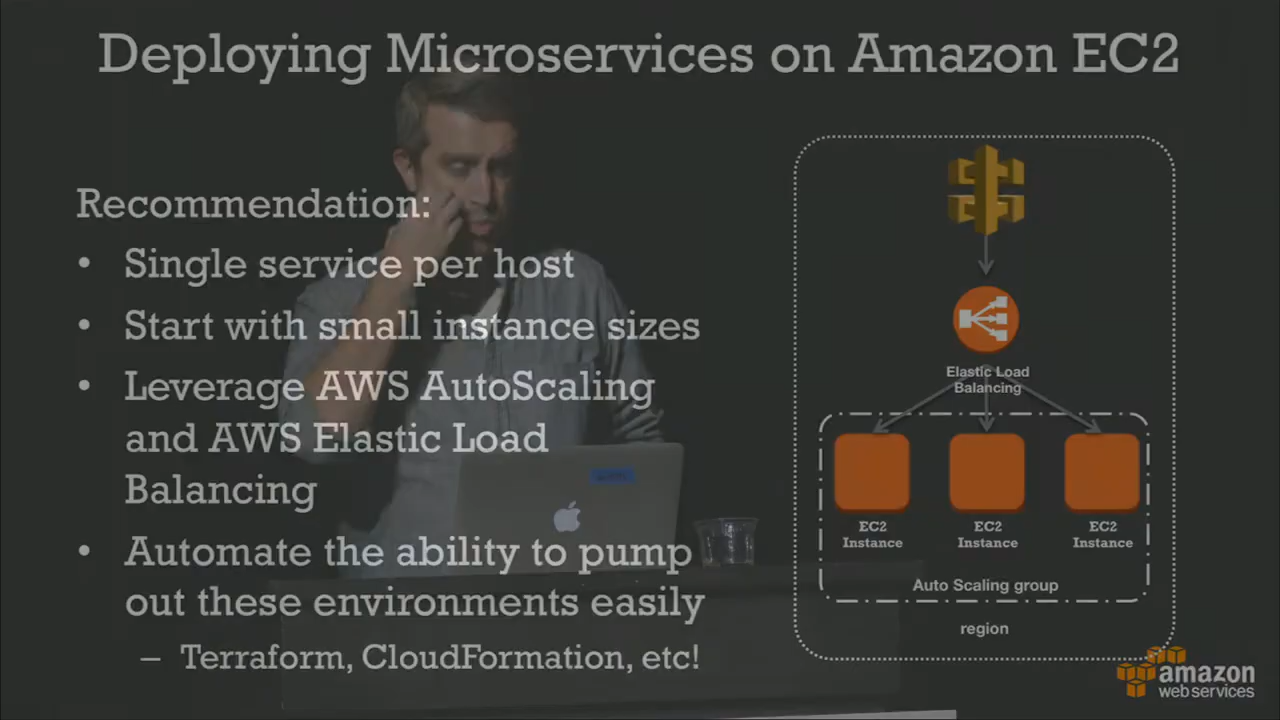 Deploying Microservices on Amazon EC2
Recommendation:
• Single service per host
• Start with small instance sizes
• Leverage AWS AutoScaling
and AWS Elastic Load
Balancing
• Automate the ability to pump
out these environments easily
– Terraform, CloudFormation, etc!
Elastic Load
Balancing
EC2
Instance
EC2
Instance
EC2
Instance
Auto Scaling group
region
amazon
web services